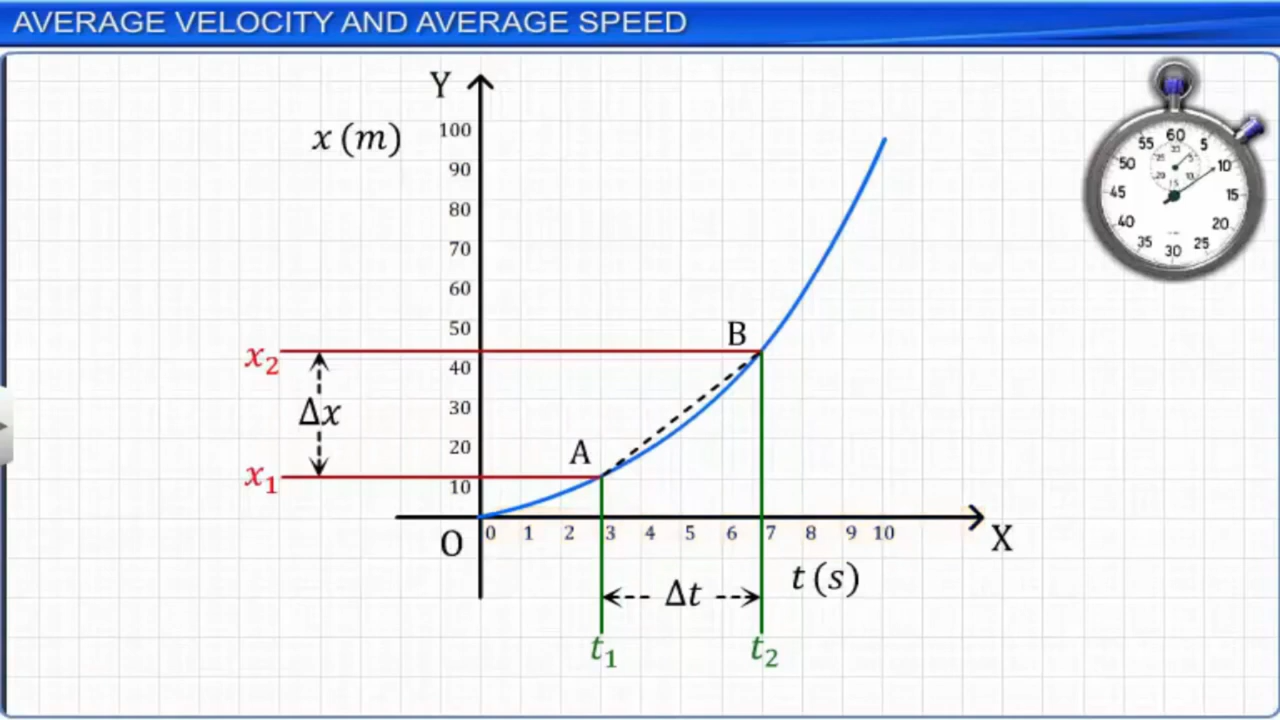 AVERAGE VELOCITY AND AVERAGE SPEED
Y
x (m)
100
90
80
70
60
50
40
30
20
10
x₂
Δx
x₁
B
A
O
0 1 2 3 4 5 6 7 8 9 10
X
t (s)
Δt
t₁
t₂
60
5
10
15
20
25
30
35
40
45
50
55